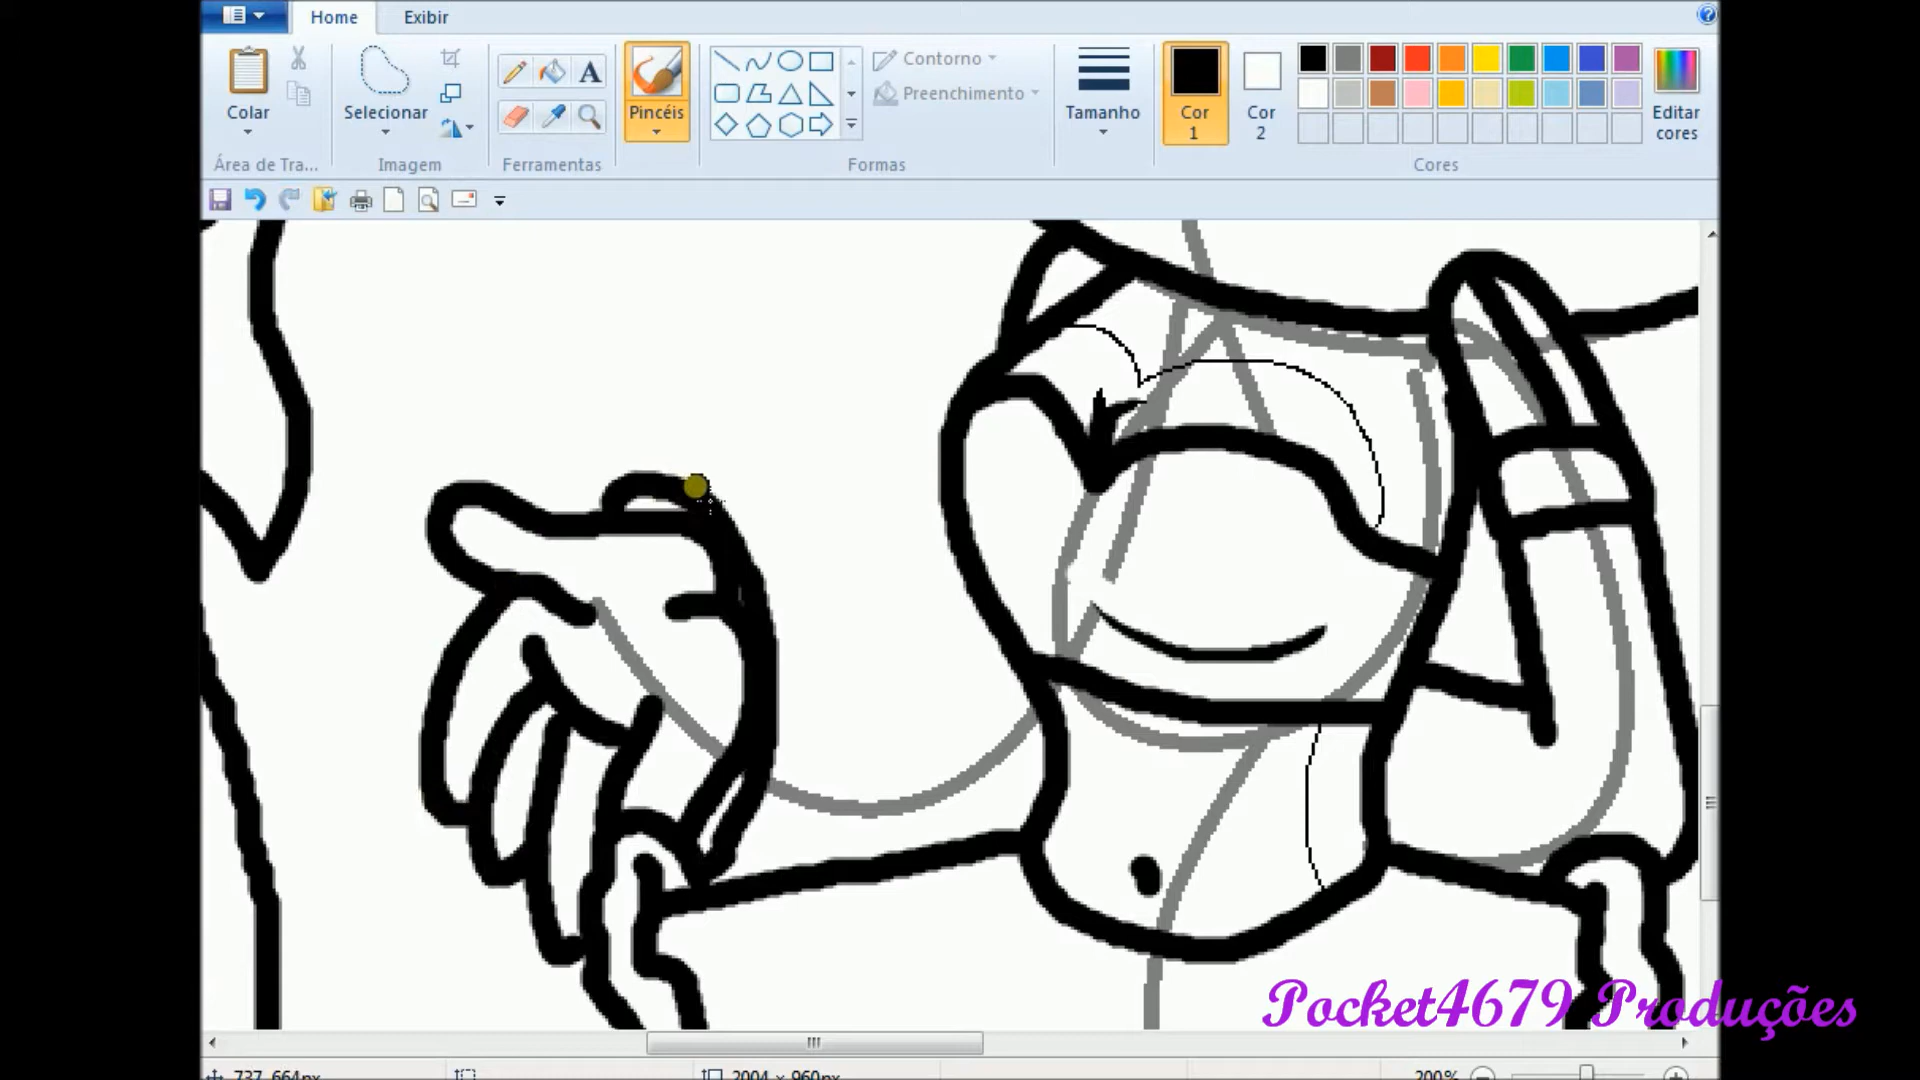 Home Exibir
Colar
Selecionar
A
Pincéis
Contorno
Preenchimento
Tamanho
Cor 1
Cor 2
Editar cores
Área de Tra...
Imagem
Ferramentas
Formas
Cores
Pocket4679 Produções
737, 664px
2004 × 960px
200%